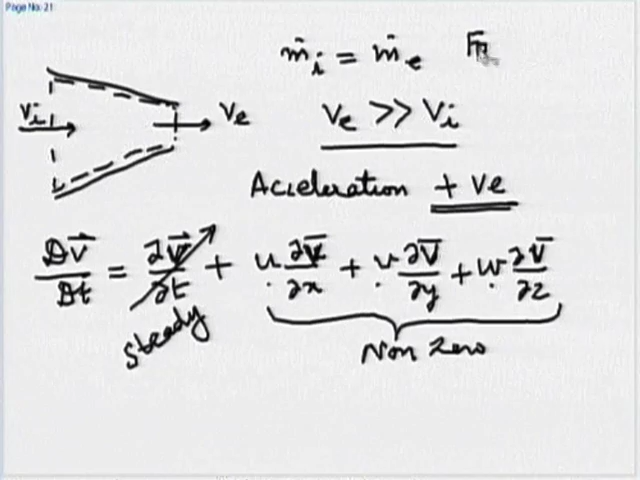 Page No: 21
ṁᵢ = ṁₑ
Vᵢ Vₑ
Vₑ >> Vᵢ
Acceleration + ve
DV⃗/Dt = ∂V⃗/∂t + u ∂V̄/∂x + v ∂V̄/∂y + w ∂V̄/∂z
Steady
Non Zero